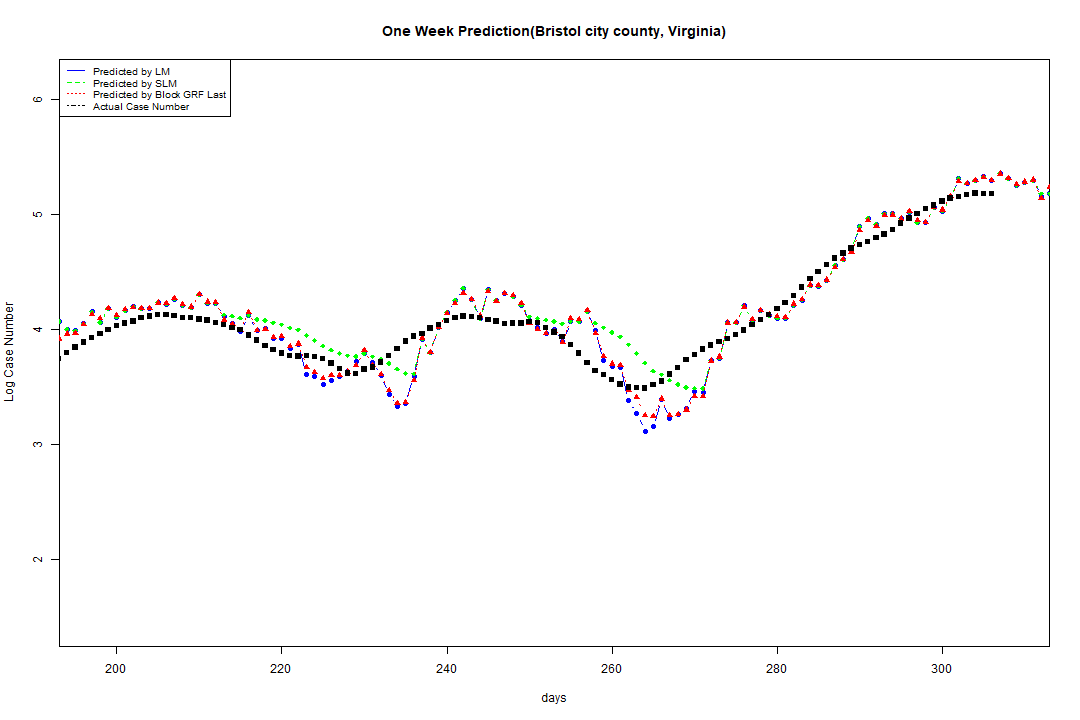 One Week Prediction(Bristol city county, Virginia)
Predicted by LM
Predicted by SLM
Predicted by Block GRF Last
Actual Case Number
6
5
4
3
2
Log Case Number
200 220 240 260 280 300
days